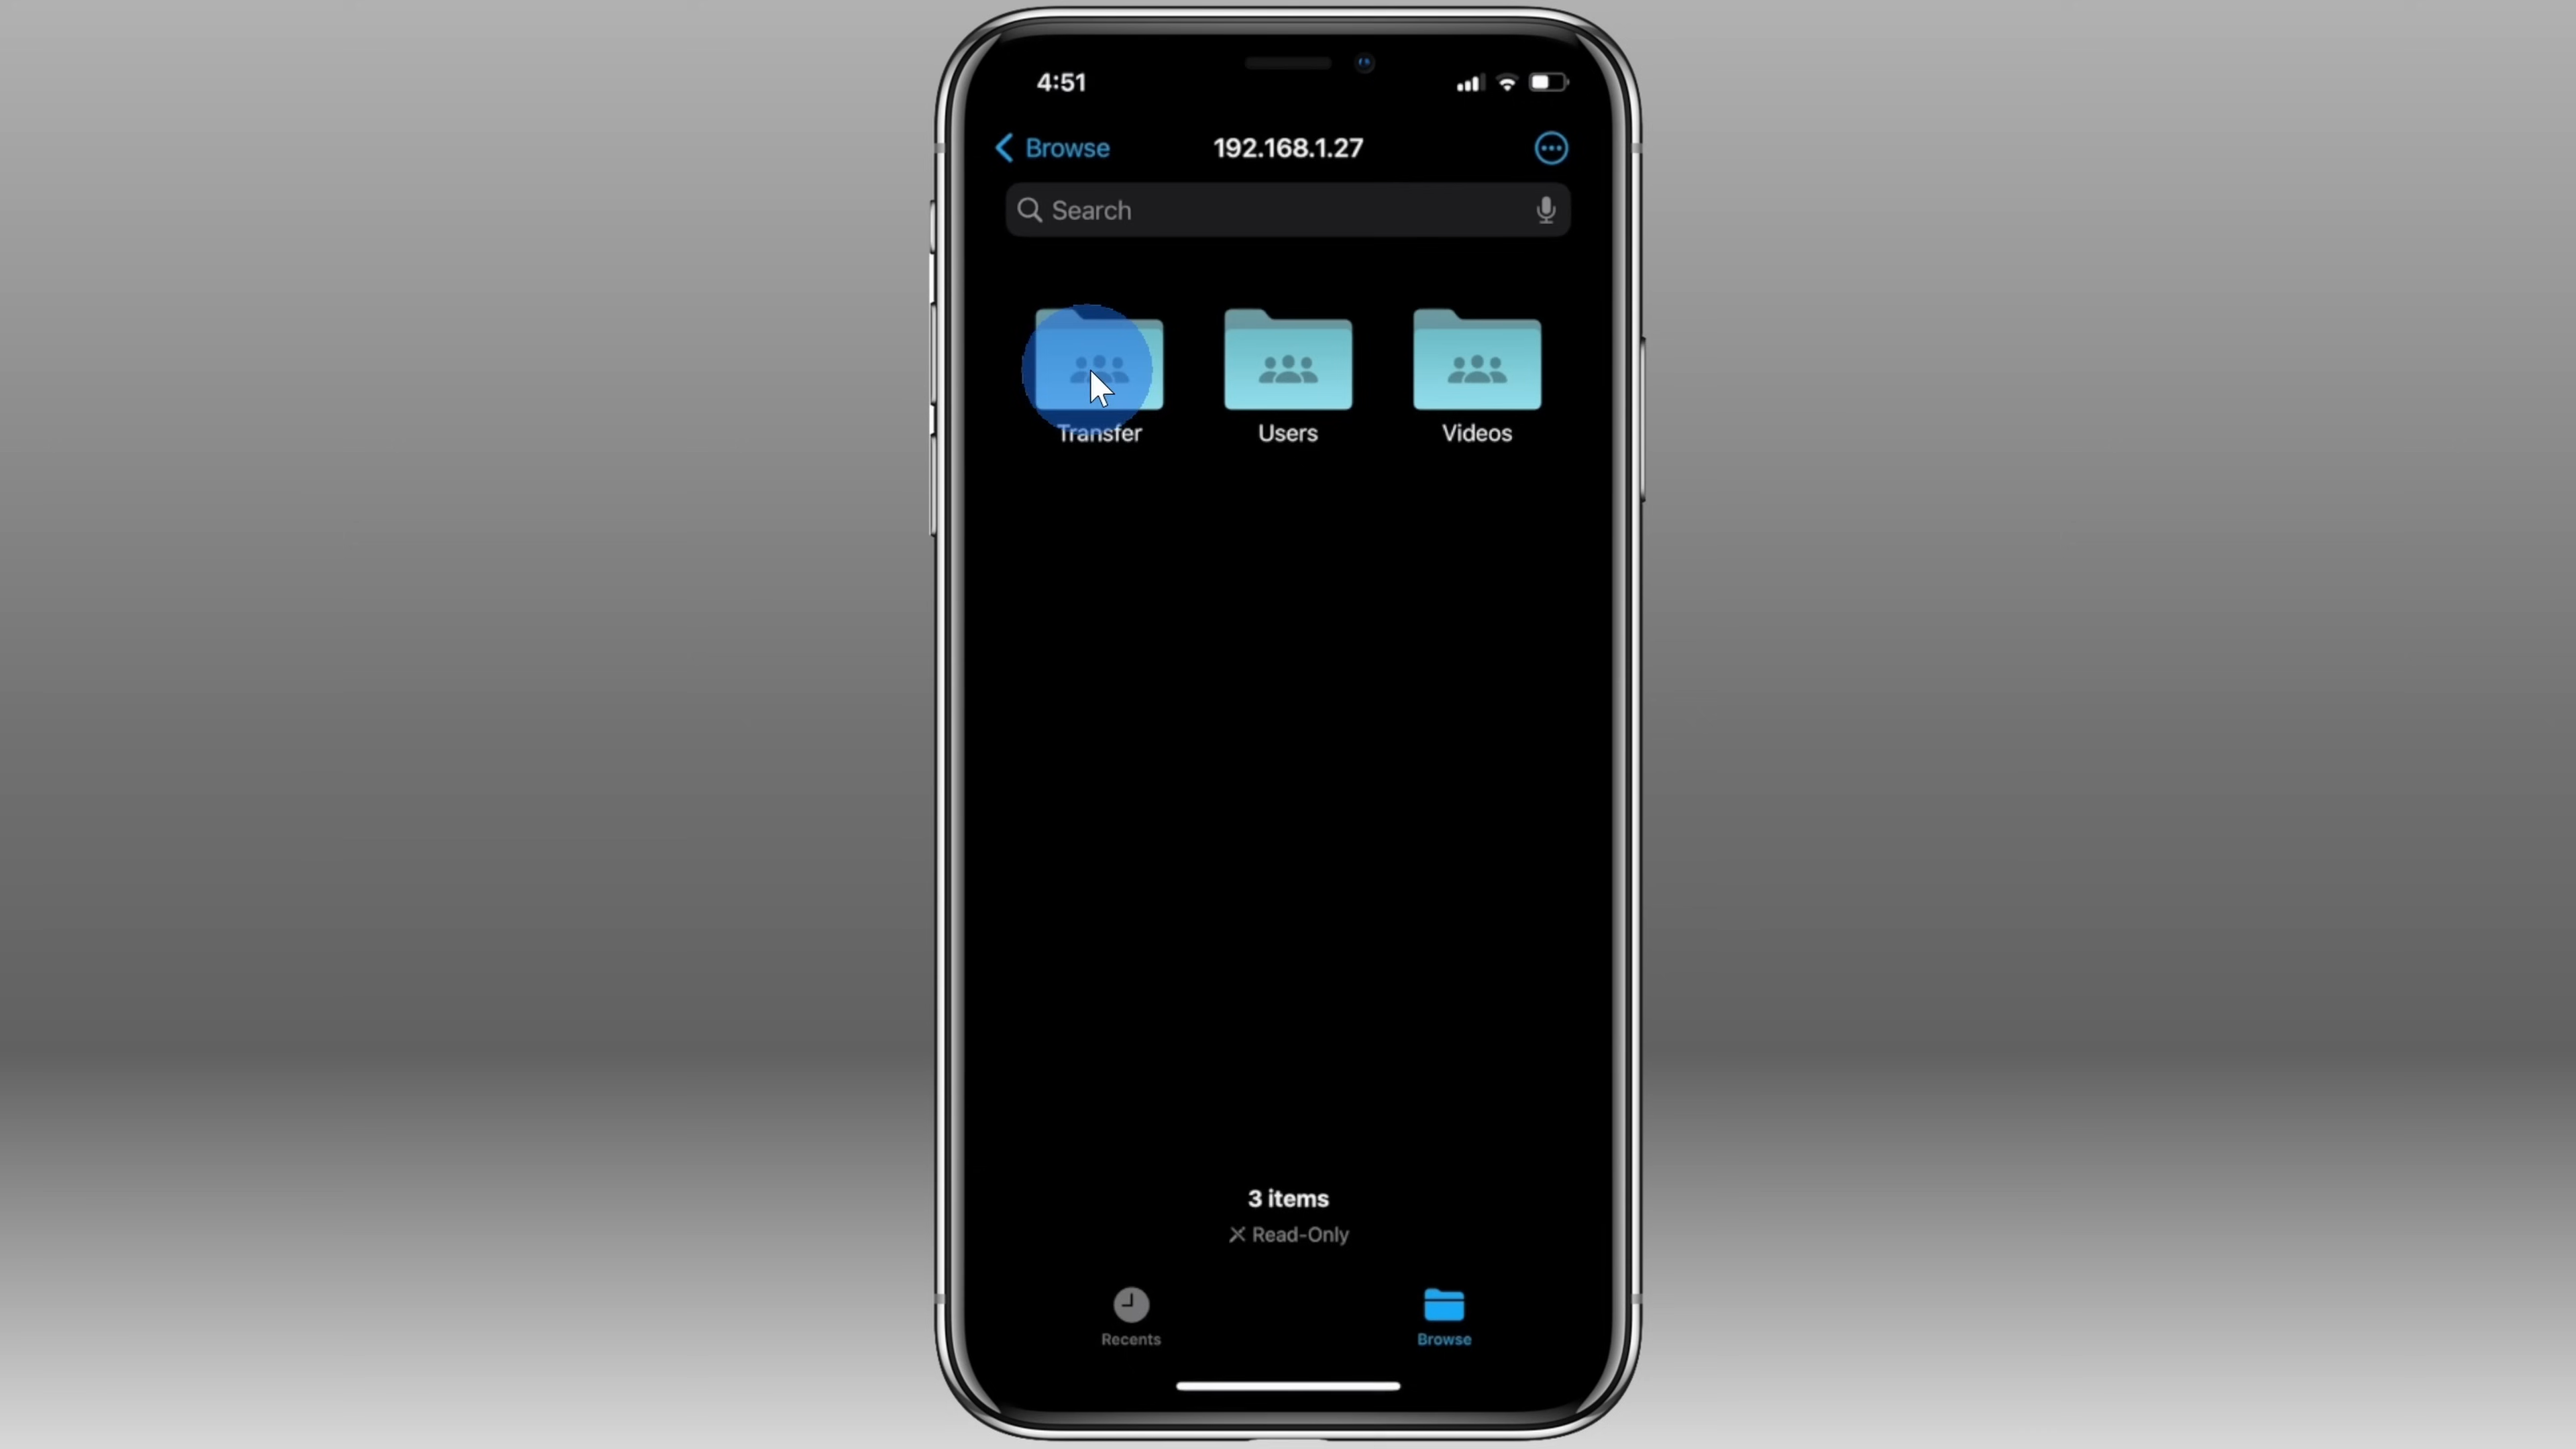 4:51
Browse
192.168.1.27
Search
Transfer
Users
Videos
3 items
Read-Only
Recents
Browse